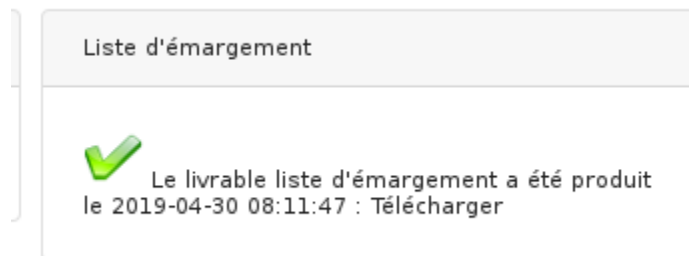 Liste d'émargement
Le livrable liste d'émargement a été produit
le 2019-04-30 08:11:47 : Télécharger